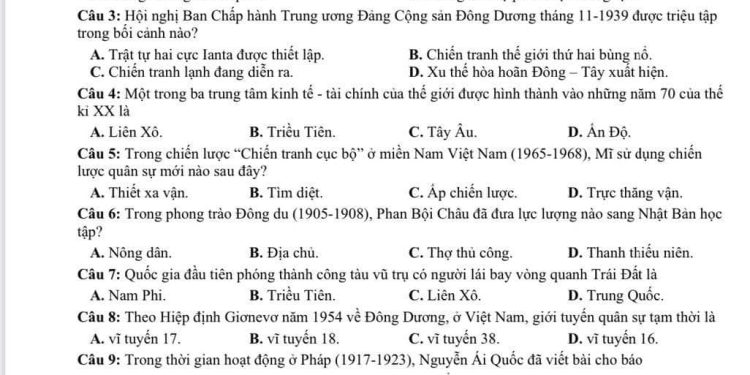 Câu 3: Hội nghị Ban Chấp hành Trung ương Đảng Cộng sản Đông Dương tháng 11-1939 được triệu tập
trong bối cảnh nào?
A. Trật tự hai cực Ianta được thiết lập. B. Chiến tranh thế giới thứ hai bùng nổ.
C. Chiến tranh lạnh đang diễn ra. D. Xu thế hòa hoãn Đông – Tây xuất hiện.
Câu 4: Một trong ba trung tâm kinh tế - tài chính của thế giới được hình thành vào những năm 70 của thế
kỉ XX là
A. Liên Xô. B. Triều Tiên. C. Tây Âu. D. Ấn Độ.
Câu 5: Trong chiến lược “Chiến tranh cục bộ” ở miền Nam Việt Nam (1965-1968), Mĩ sử dụng chiến
lược quân sự mới nào sau đây?
A. Thiết xa vận. B. Tìm diệt. C. Áp chiến lược. D. Trực thăng vận.
Câu 6: Trong phong trào Đông du (1905-1908), Phan Bội Châu đã đưa lực lượng nào sang Nhật Bản học
tập?
A. Nông dân. B. Địa chủ. C. Thợ thủ công. D. Thanh thiếu niên.
Câu 7: Quốc gia đầu tiên phóng thành công tàu vũ trụ có người lái bay vòng quanh Trái Đất là
A. Nam Phi. B. Triều Tiên. C. Liên Xô. D. Trung Quốc.
Câu 8: Theo Hiệp định Giơnevơ năm 1954 về Đông Dương, ở Việt Nam, giới tuyến quân sự tạm thời là
A. vĩ tuyến 17. B. vĩ tuyến 18. C. vĩ tuyến 38. D. vĩ tuyến 16.
Câu 9: Trong thời gian hoạt động ở Pháp (1917-1923), Nguyễn Ái Quốc đã viết bài cho báo